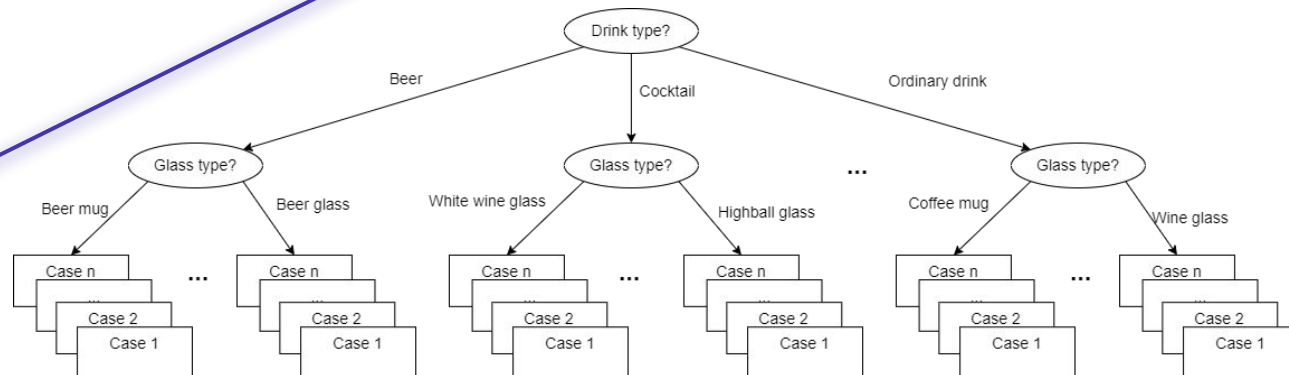 Drink type?
Beer
Cocktail
Ordinary drink
Glass type?
Glass type?
...
Glass type?
Beer mug
Beer glass
White wine glass
Highball glass
Coffee mug
Wine glass
Case n
...
Case n
Case n
...
Case n
Case n
...
Case n
...
...
...
...
...
...
Case 2
Case 2
Case 2
Case 2
Case 2
Case 2
Case 1
Case 1
Case 1
Case 1
Case 1
Case 1